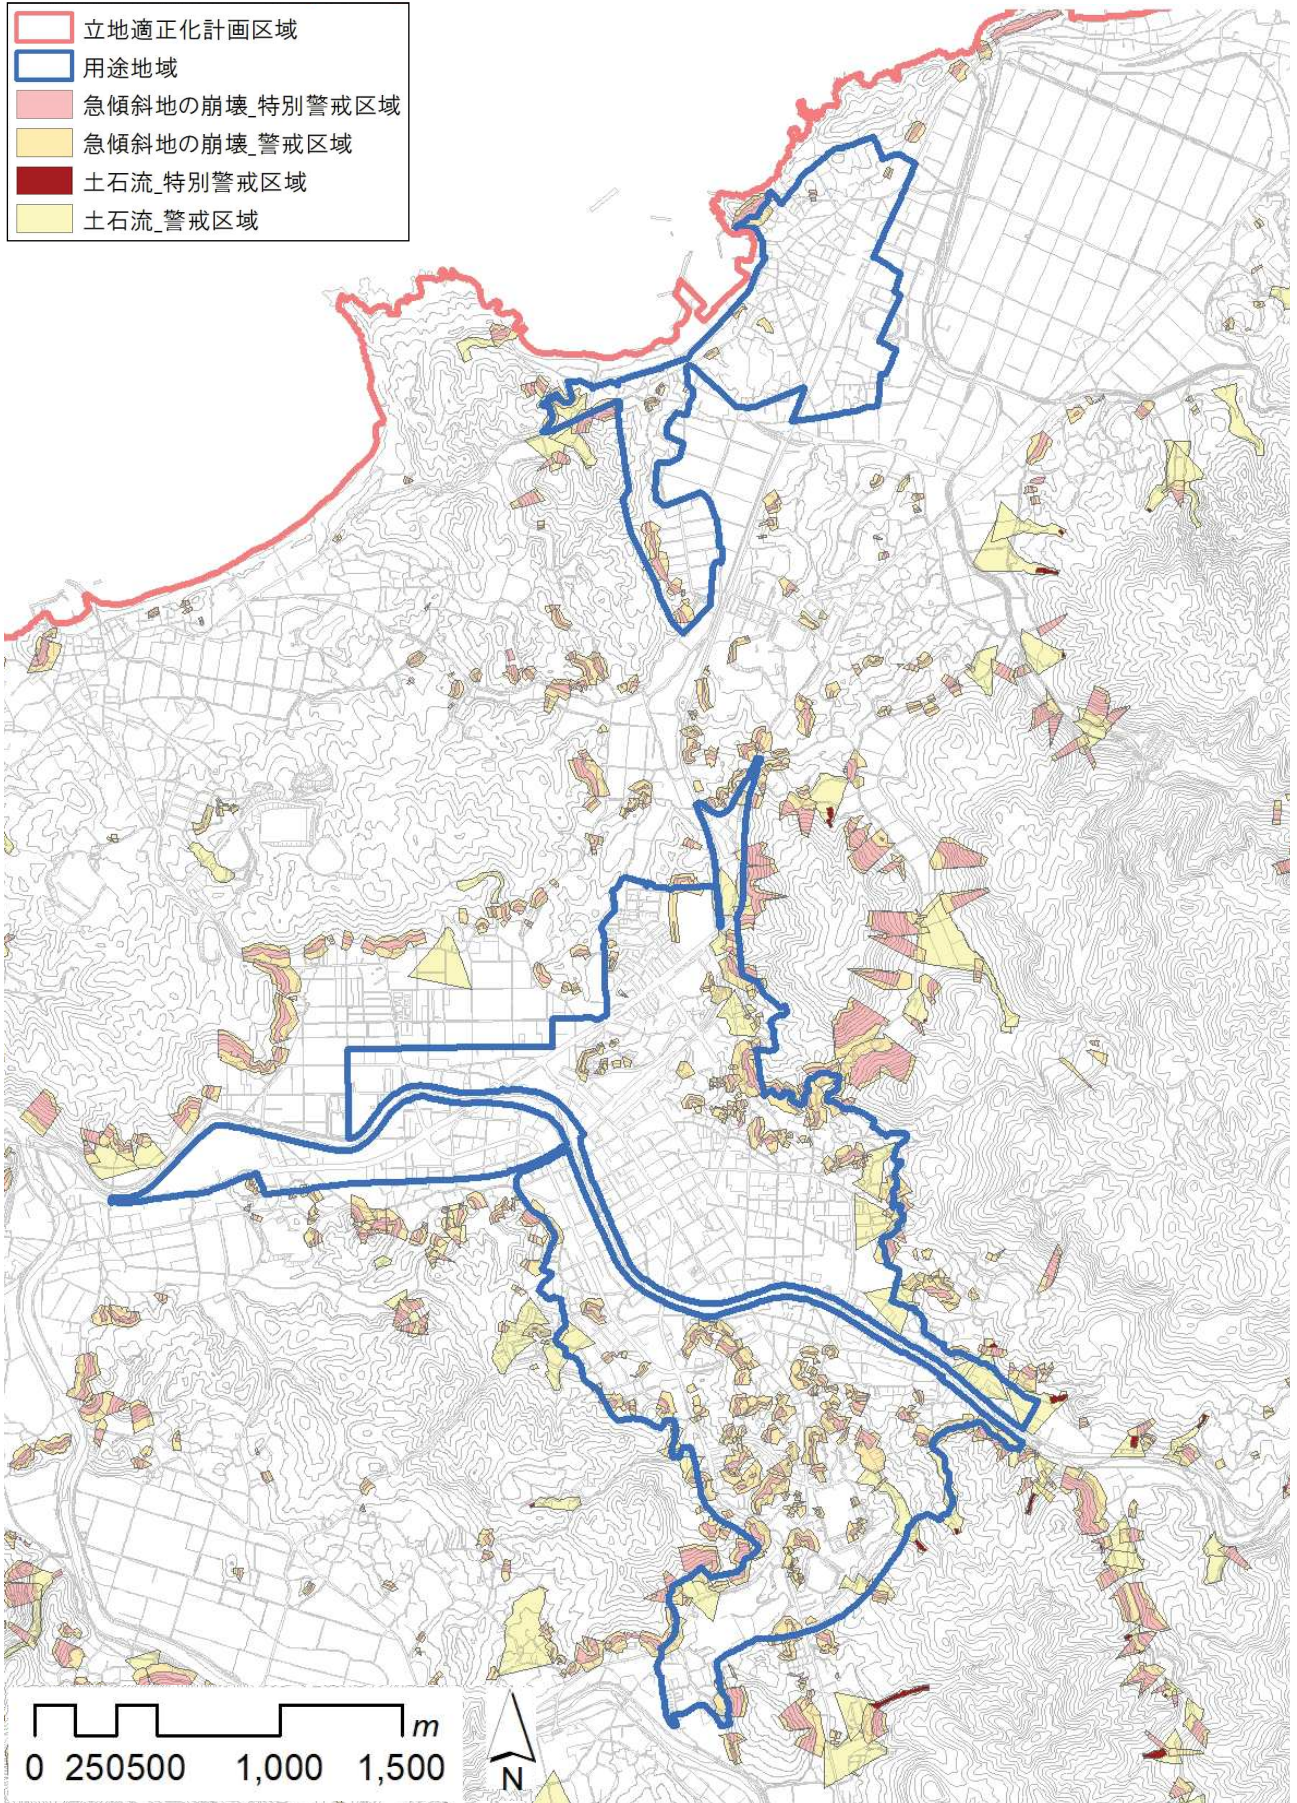 立地適正化計画区域
用途地域
急傾斜地の崩壊_特別警戒区域
急傾斜地の崩壊_警戒区域
土石流_特別警戒区域
土石流_警戒区域
m
0 250500 1,000 1,500
N